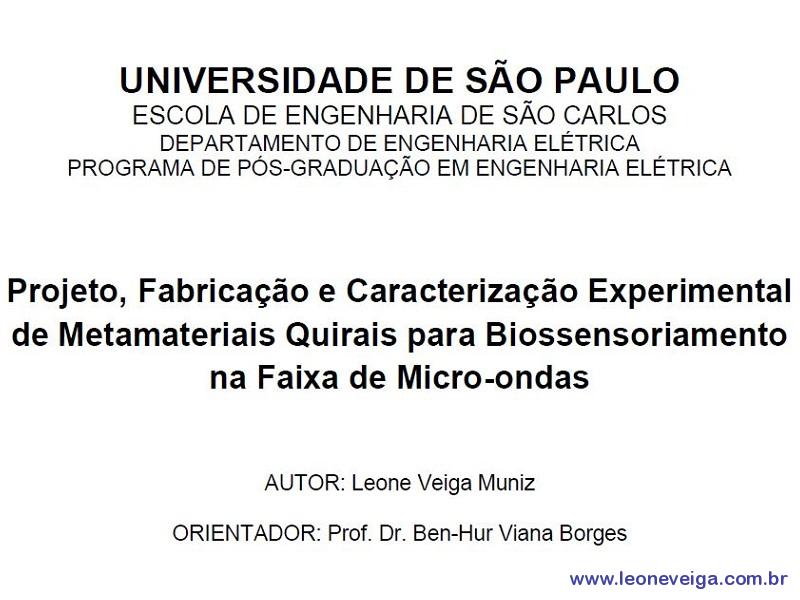 UNIVERSIDADE DE SÃO PAULO
ESCOLA DE ENGENHARIA DE SÃO CARLOS
DEPARTAMENTO DE ENGENHARIA ELÉTRICA
PROGRAMA DE PÓS-GRADUAÇÃO EM ENGENHARIA ELÉTRICA
Projeto, Fabricação e Caracterização Experimental
de Metamateriais Quirais para Biossensoriamento
na Faixa de Micro-ondas
AUTOR: Leone Veiga Muniz
ORIENTADOR: Prof. Dr. Ben-Hur Viana Borges
www.leoneveiga.com.br